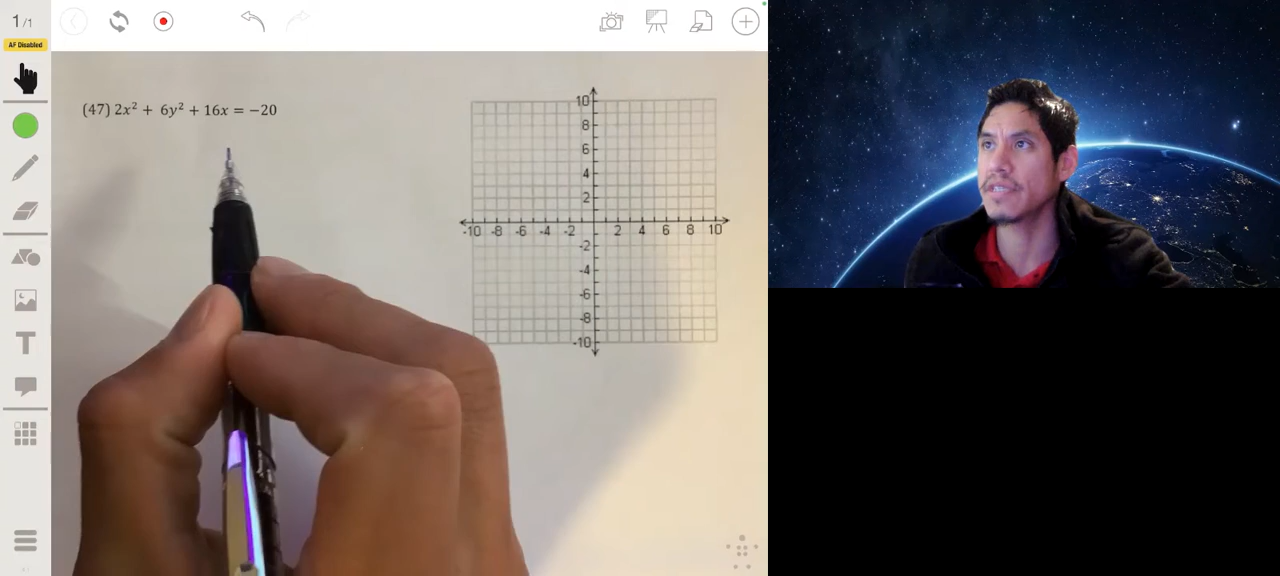 1/1
AF Disabled
(47) 2x² + 6y² + 16x = −20
10
8
6
4
2
-10 -8 -6 -4 -2 2 4 6 8 10
-2
-4
-6
-8
-10
T